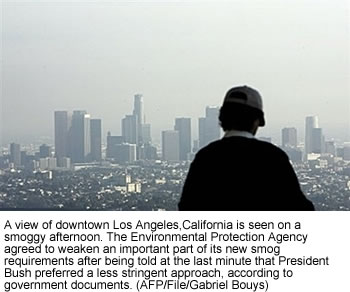 A view of downtown Los Angeles,California is seen on a
smoggy afternoon. The Environmental Protection Agency
agreed to weaken an important part of its new smog
requirements after being told at the last minute that President
Bush preferred a less stringent approach, according to
government documents. (AFP/File/Gabriel Bouys)